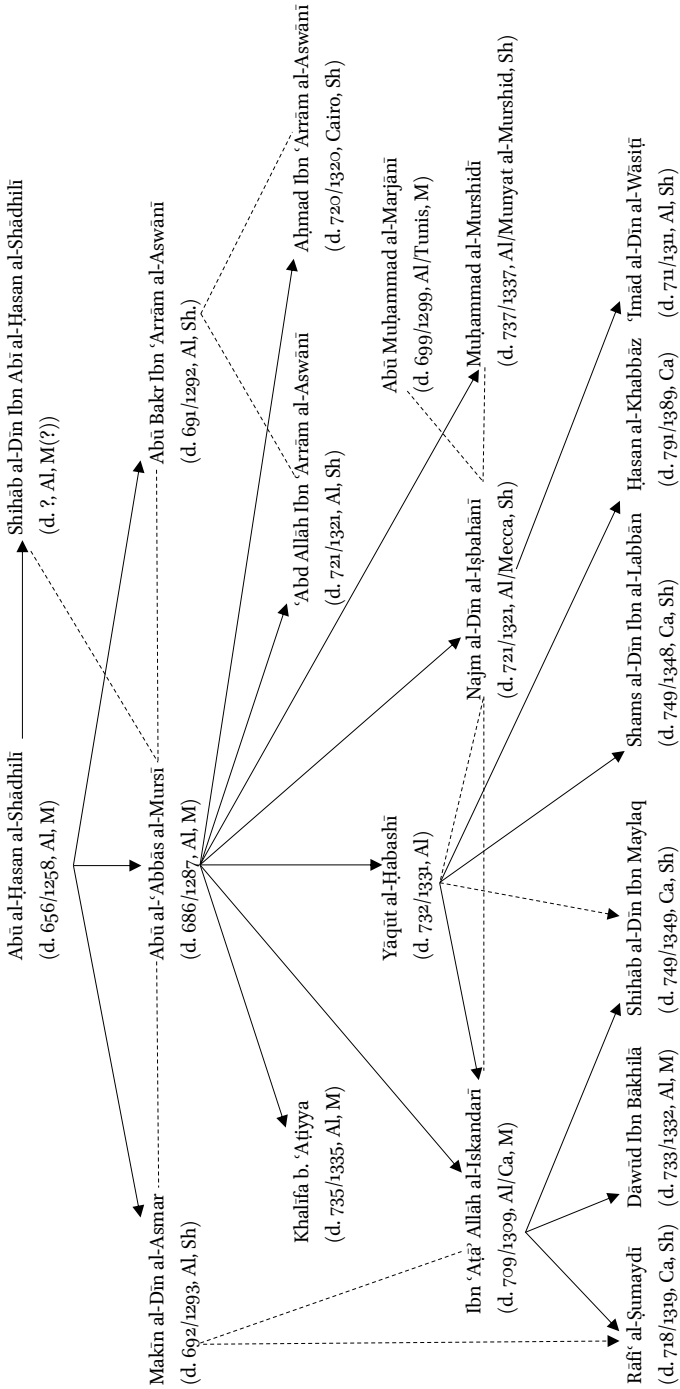 Abū al-Ḥasan al-Shādhilī
(d. 656/1258, Al, M)
Shihāb al-Dīn Ibn Abī al-Ḥasan al-Shādhilī
(d. ?, Al, M(?))
Makīn al-Dīn al-Asmar
(d. 692/1293, Al, Sh)
Abū al-ʿAbbās al-Mursī
(d. 686/1287, Al, M)
Abū Bakr Ibn ʿArrām al-Aswānī
(d. 691/1292, Al, Sh.)
Khalīfa b. ʿAṭiyya
(d. 735/1335, Al, M)
ʿAbd Allāh Ibn ʿArrām al-Aswānī
(d. 721/1321, Al, Sh)
Aḥmad Ibn ʿArrām al-Aswānī
(d. 720/1320, Cairo, Sh)
Yāqūt al-Ḥabashī
(d. 732/1331, Al)
Abū Muḥammad al-Marjānī
(d. 699/1299, Al/Tunis, M)
Ibn ʿAṭāʾ Allāh al-Iskandarī
(d. 709/1309, Al/Ca, M)
Najm al-Dīn al-Iṣbahānī
(d. 721/1321, Al/Mecca, Sh)
Muḥammad al-Murshidī
(d. 737/1337, Al/Munyat al-Murshid, Sh)
Rāfiʿ al-Ṣumaydī
(d. 718/1319, Ca, Sh)
Dāwūd Ibn Bākhilā
(d. 733/1332, Al, M)
Shihāb al-Dīn Ibn Maylaq
(d. 749/1349, Ca, Sh)
Shams al-Dīn Ibn al-Labbān
(d. 749/1348, Ca, Sh)
Ḥasan al-Khabbāz
(d. 791/1389, Ca)
ʿImād al-Dīn al-Wāsiṭī
(d. 711/1311, Al, Sh)